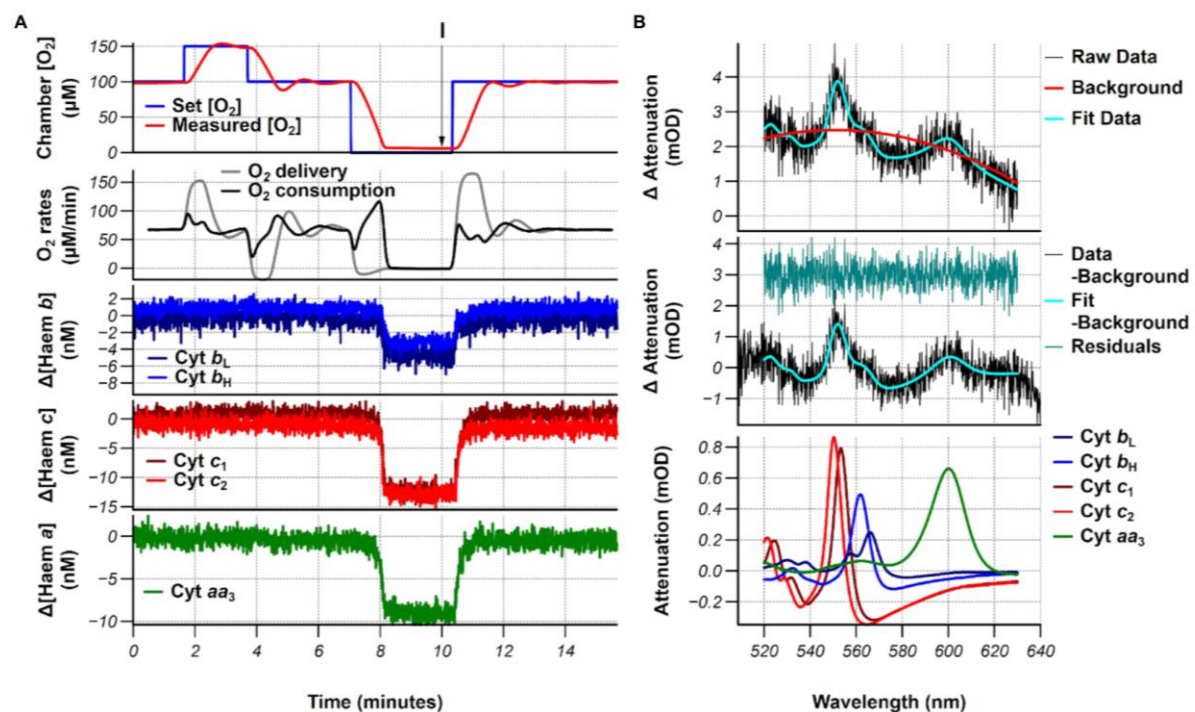 A
I
Chamber [O₂]
(µM)
150
100
50
0
Set [O₂]
Measured [O₂]
O₂ rates
(µM/min)
150
100
50
0
O₂ delivery
O₂ consumption
Δ[Haem b]
(nM)
2
0
−2
−4
−6
−8
Cyt bL
Cyt bH
Δ[Haem c]
(nM)
0
−5
−10
−15
Cyt c₁
Cyt c₂
Δ[Haem a]
(nM)
0
−5
−10
Cyt aa₃
0 2 4 6 8 10 12 14
Time (minutes)
B
Δ Attenuation
(mOD)
4
3
2
1
0
Raw Data
Background
Fit Data
Δ Attenuation
(mOD)
4
3
2
1
0
−1
Data
-Background
Fit
-Background
Residuals
Attenuation (mOD)
0.8
0.6
0.4
0.2
0.0
−0.2
Cyt bL
Cyt bH
Cyt c₁
Cyt c₂
Cyt aa₃
520 540 560 580 600 620 640
Wavelength (nm)